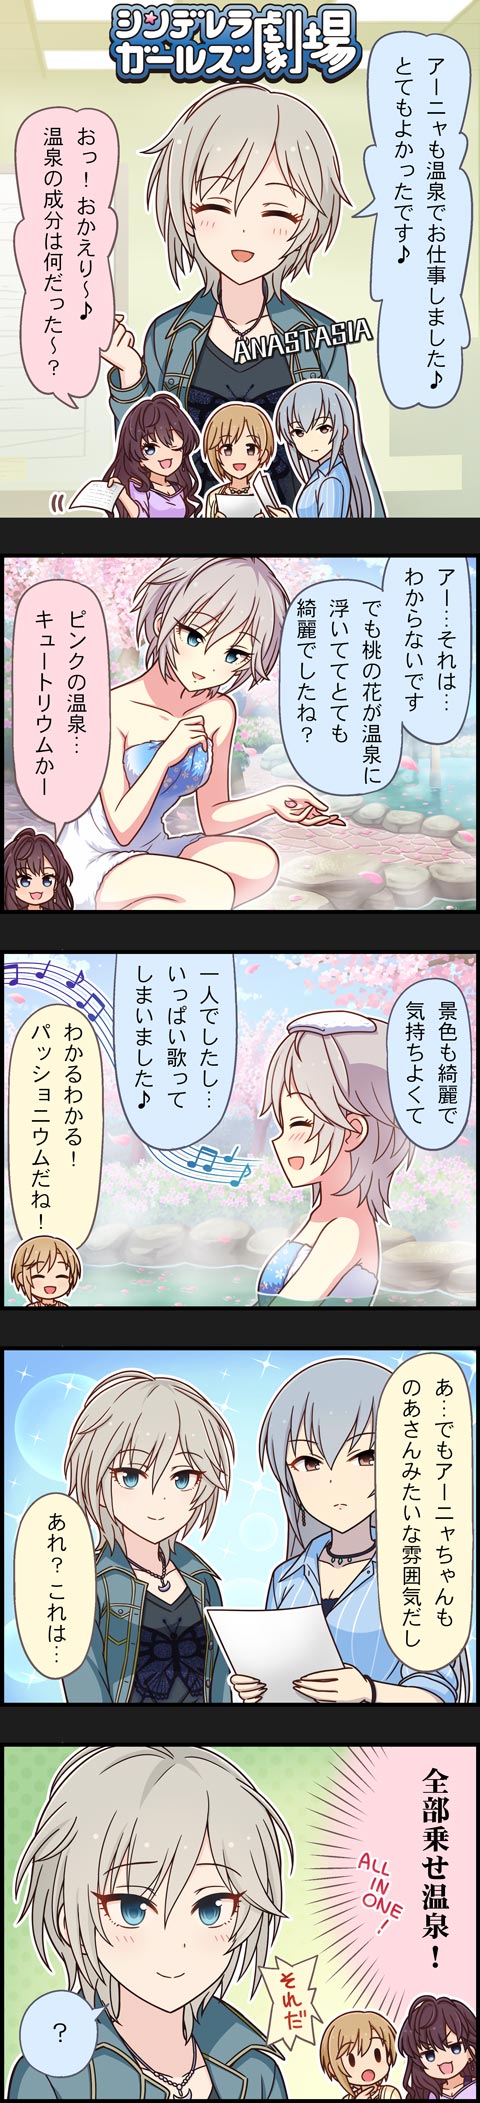 シンデレラ
ガールズ劇場
アーニャも温泉でお仕事しました♪
とてもよかったです♪
おっ！おかえり〜♪
温泉の成分は何だった〜？
ANASTASIA
アー…それは…
わからないです
でも桃の花が温泉に
浮いててとても
綺麗でしたね？
ピンクの温泉…
キュートリウムかー
景色も綺麗で
気持ちよくて
一人でしたし…
いっぱい歌って
しまいました♪
わかるわかる！
パッショニウムだね！
あ…でもアーニャちゃんも
のあさんみたいな雰囲気だし
あれ？これは…
全部乗せ温泉！
ALL
IN
ONE!
それだ
？